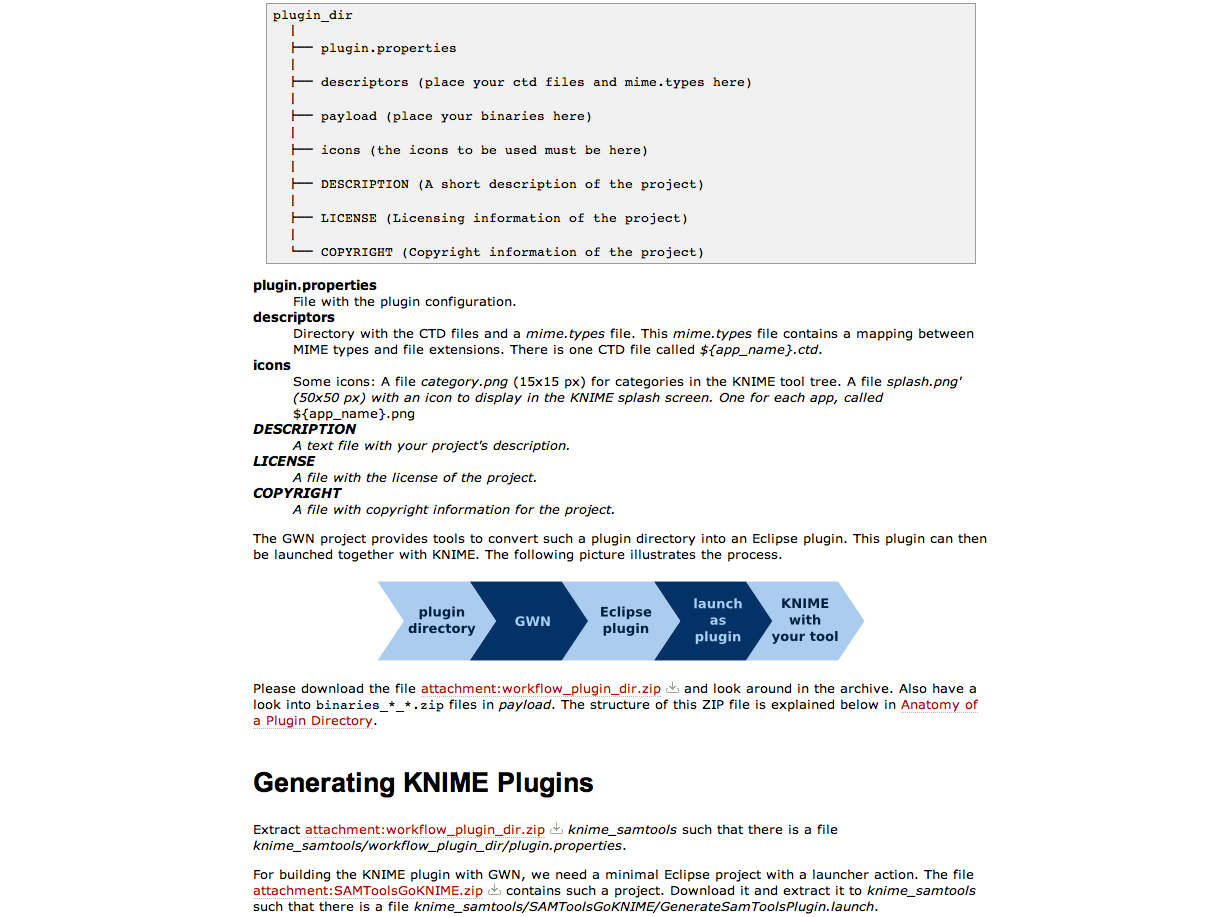 plugin_dir
|
├── plugin.properties
|
├── descriptors (place your ctd files and mime.types here)
|
├── payload (place your binaries here)
|
├── icons (the icons to be used must be here)
|
├── DESCRIPTION (A short description of the project)
|
├── LICENSE (Licensing information of the project)
|
└── COPYRIGHT (Copyright information of the project)
plugin.properties
File with the plugin configuration.
descriptors
Directory with the CTD files and a mime.types file. This mime.types file contains a mapping between
MIME types and file extensions. There is one CTD file called ${app_name}.ctd.
icons
Some icons: A file category.png (15x15 px) for categories in the KNIME tool tree. A file splash.png'
(50x50 px) with an icon to display in the KNIME splash screen. One for each app, called
${app_name}.png
DESCRIPTION
A text file with your project's description.
LICENSE
A file with the license of the project.
COPYRIGHT
A file with copyright information for the project.
The GWN project provides tools to convert such a plugin directory into an Eclipse plugin. This plugin can then
be launched together with KNIME. The following picture illustrates the process.
plugin
directory
GWN
Eclipse
plugin
launch
as
plugin
KNIME
with
your tool
Please download the file attachment:workflow_plugin_dir.zip and look around in the archive. Also have a
look into binaries_*_*.zip files in payload. The structure of this ZIP file is explained below in Anatomy of
a Plugin Directory.
Generating KNIME Plugins
Extract attachment:workflow_plugin_dir.zip knime_samtools such that there is a file
knime_samtools/workflow_plugin_dir/plugin.properties.
For building the KNIME plugin with GWN, we need a minimal Eclipse project with a launcher action. The file
attachment:SAMToolsGoKNIME.zip contains such a project. Download it and extract it to knime_samtools
such that there is a file knime_samtools/SAMToolsGoKNIME/GenerateSamToolsPlugin.launch.